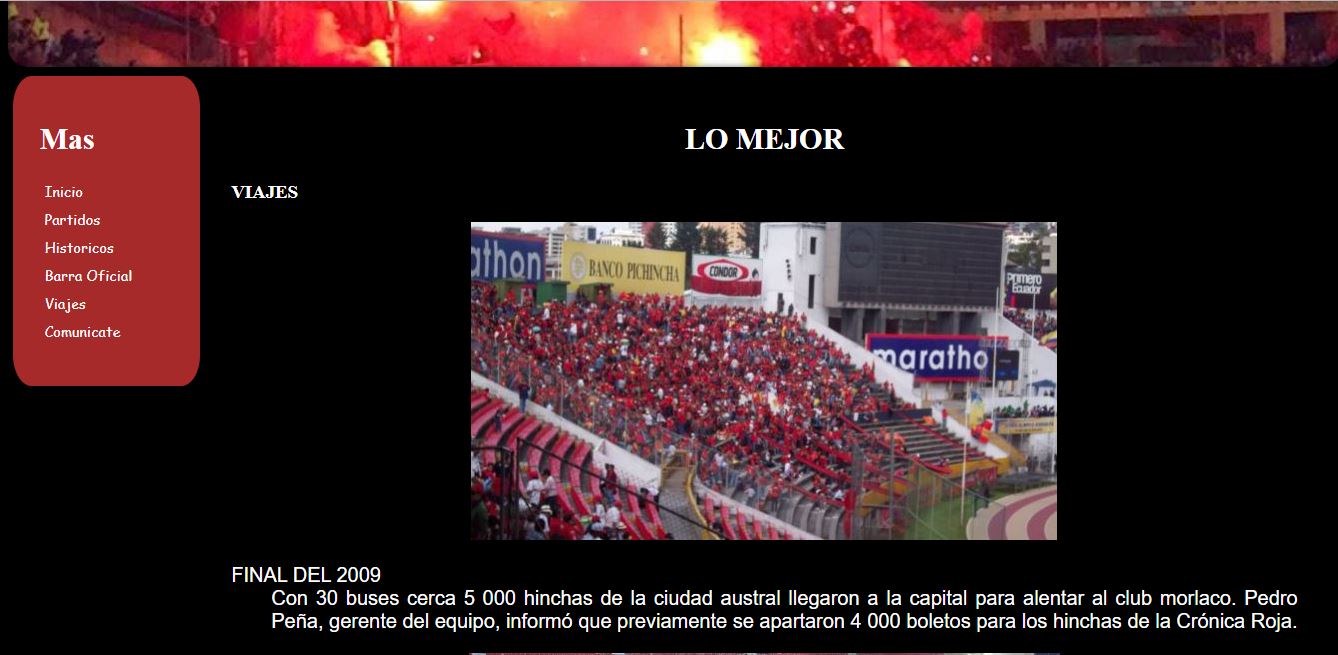 Mas
Inicio
Partidos
Historicos
Barra Oficial
Viajes
Comunicate
LO MEJOR
VIAJES
athon
BANCO PICHINCHA
CONDOR
Primero
Ecuador
maratho
FINAL DEL 2009
Con 30 buses cerca 5 000 hinchas de la ciudad austral llegaron a la capital para alentar al club morlaco. Pedro
Peña, gerente del equipo, informó que previamente se apartaron 4 000 boletos para los hinchas de la Crónica Roja.